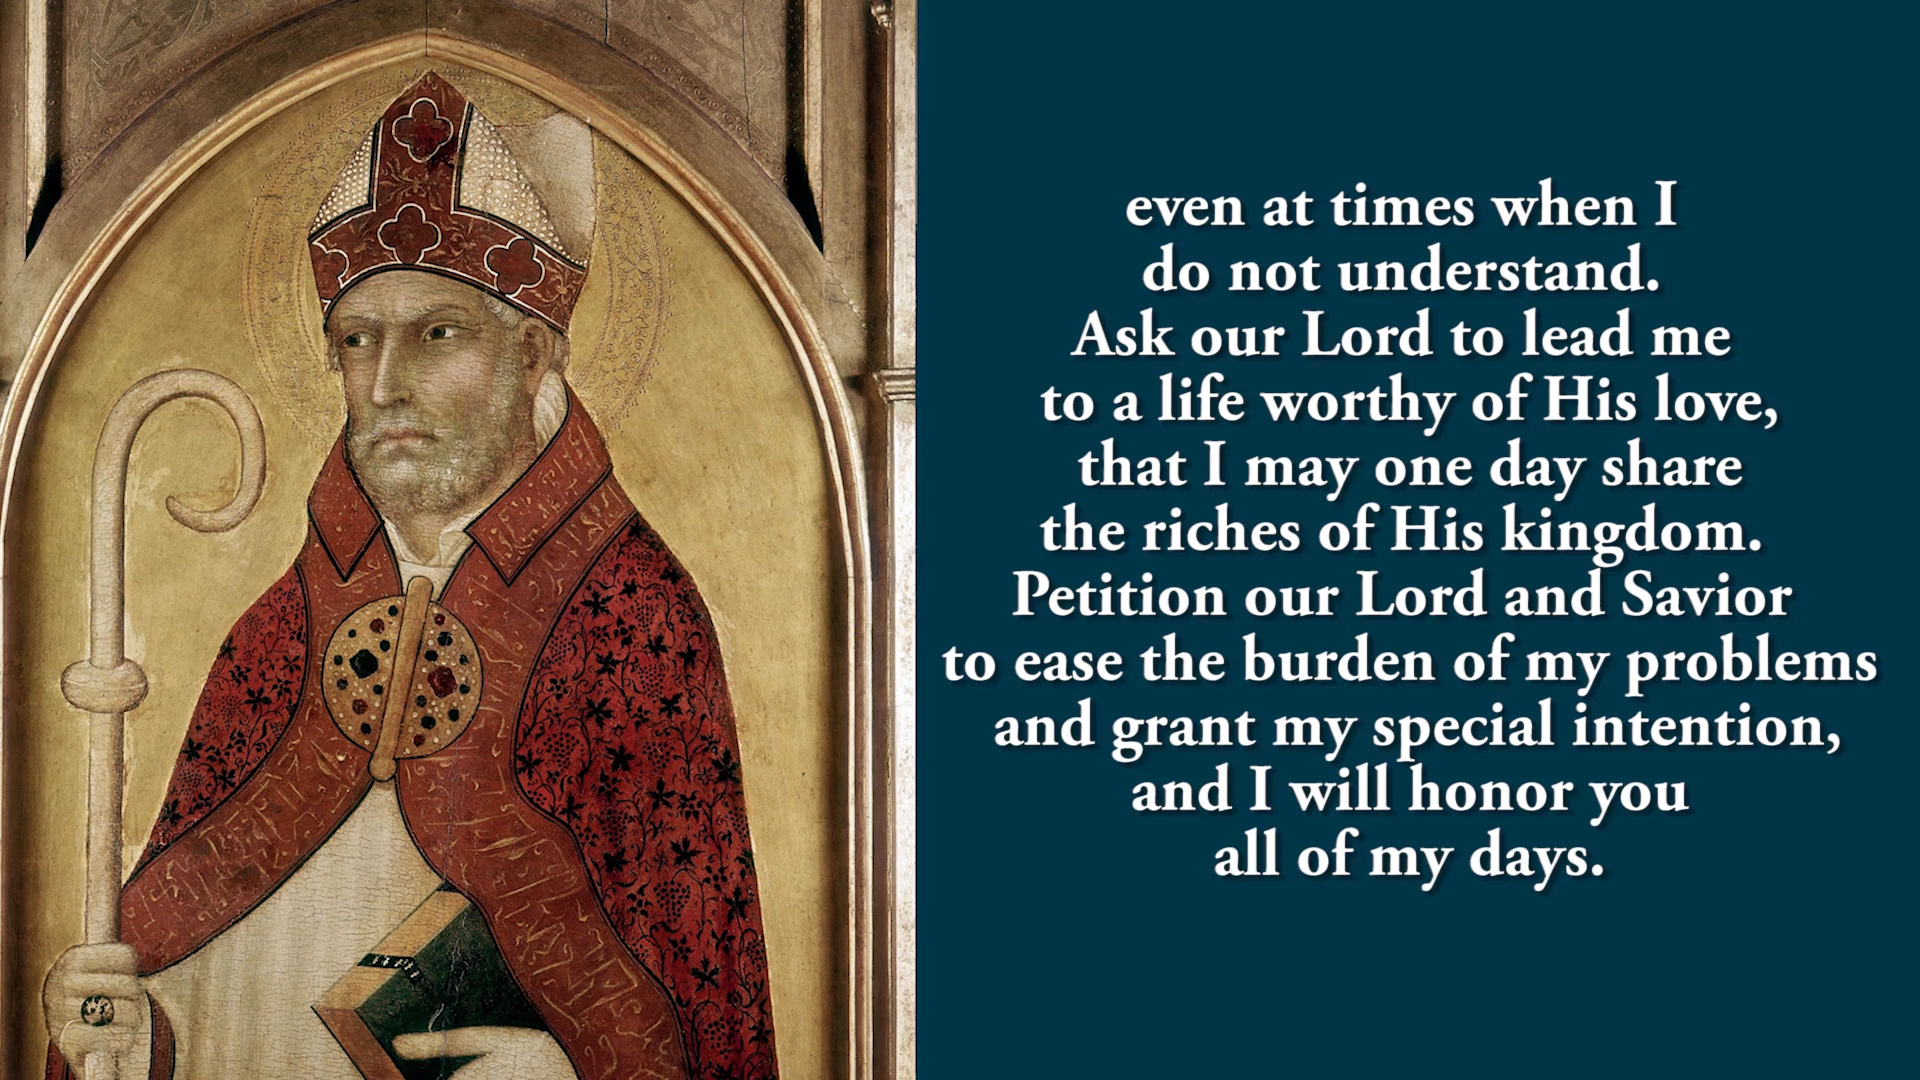 even at times when I
do not understand.
Ask our Lord to lead me
to a life worthy of His love,
that I may one day share
the riches of His kingdom.
Petition our Lord and Savior
to ease the burden of my problems
and grant my special intention,
and I will honor you
all of my days.